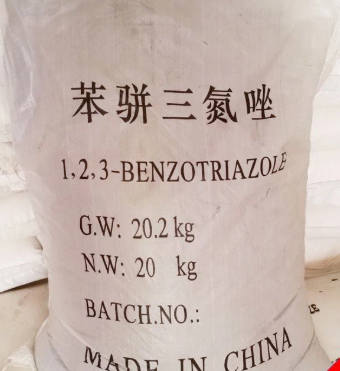 苯骈三氮唑
1,2,3-BENZOTRIAZOLE
G.W: 20.2 kg
N.W: 20 kg
BATCH.NO.:
MADE IN CHINA